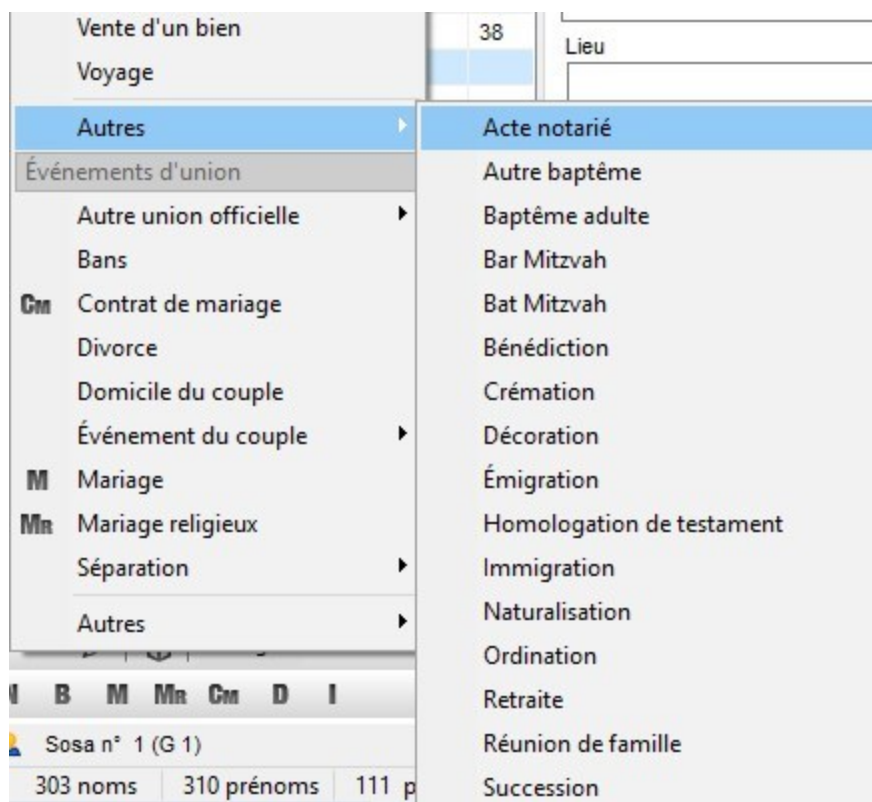 Vente d'un bien
Voyage
Autres
Événements d'union
Autre union officielle
Bans
CM Contrat de mariage
Divorce
Domicile du couple
Événement du couple
M Mariage
MR Mariage religieux
Séparation
Autres
38
Lieu
Acte notarié
Autre baptême
Baptême adulte
Bar Mitzvah
Bat Mitzvah
Bénédiction
Crémation
Décoration
Émigration
Homologation de testament
Immigration
Naturalisation
Ordination
Retraite
Réunion de famille
Succession
B M MR CM D I
Sosa n° 1 (G 1)
303 noms 310 prénoms 111 p